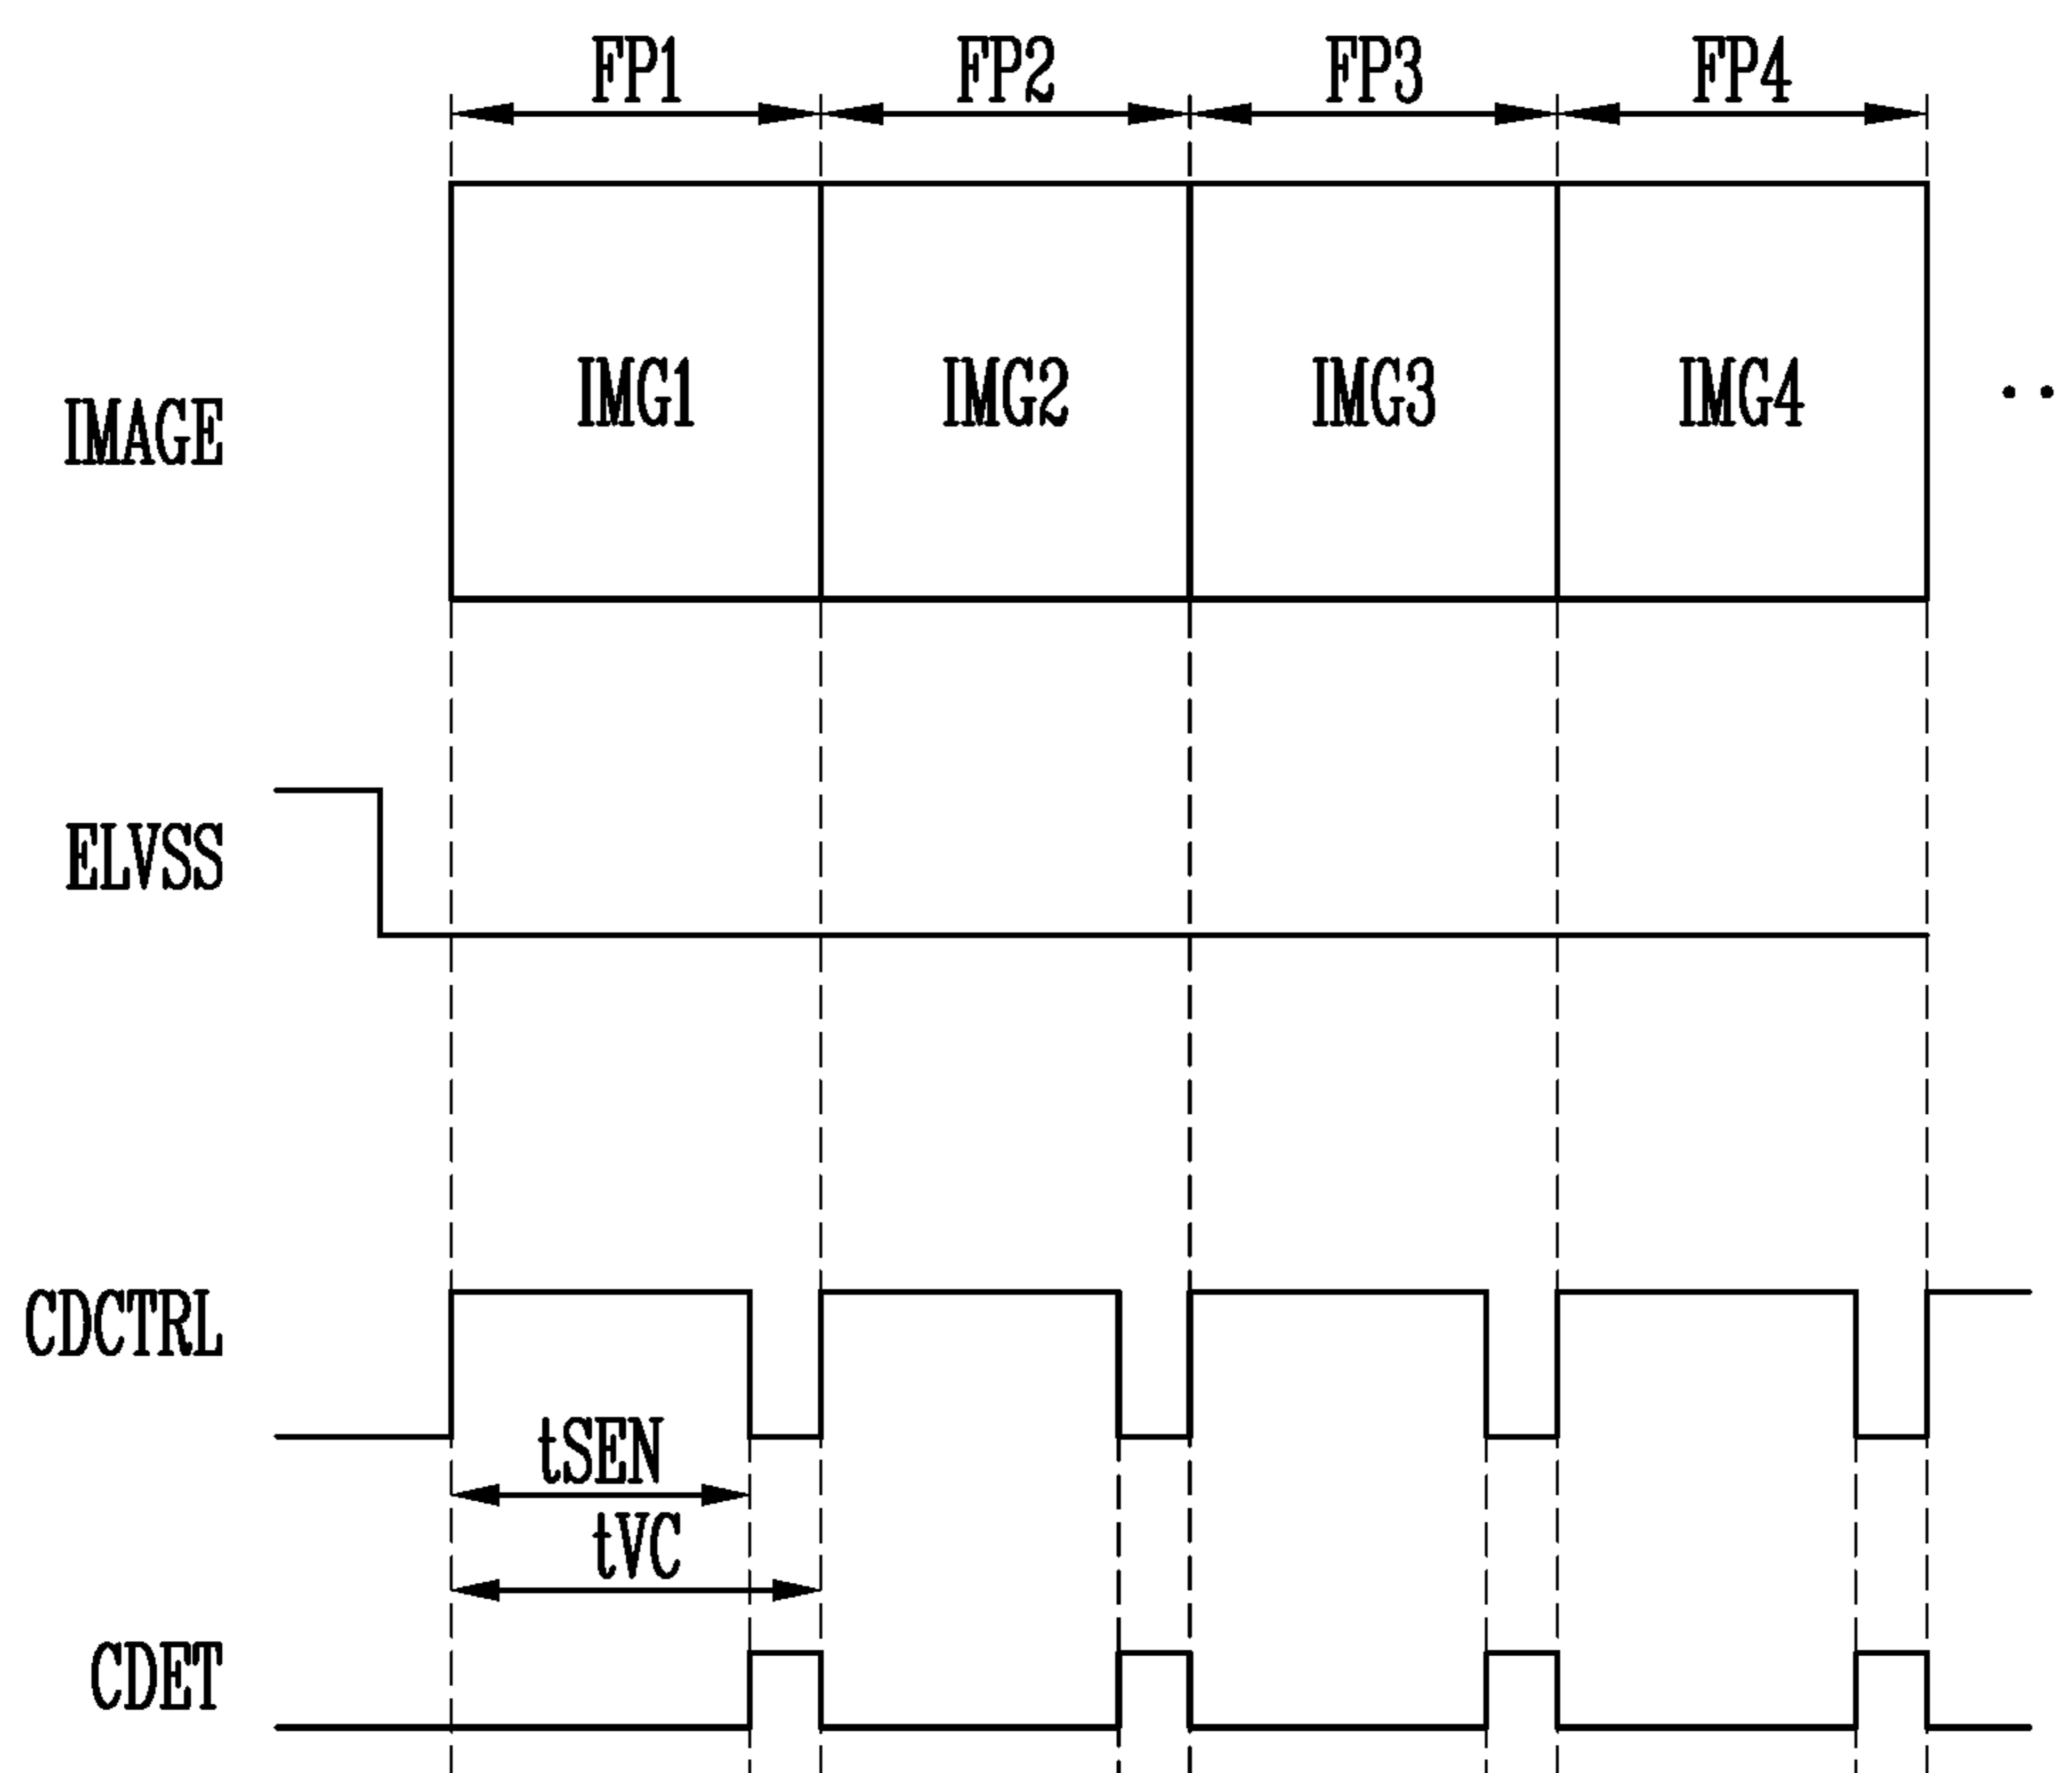 FP1 FP2 FP3 FP4
IMAGE IMG1 IMG2 IMG3 IMG4 ..
ELVSS
CDCTRL
tSEN
tVC
CDET